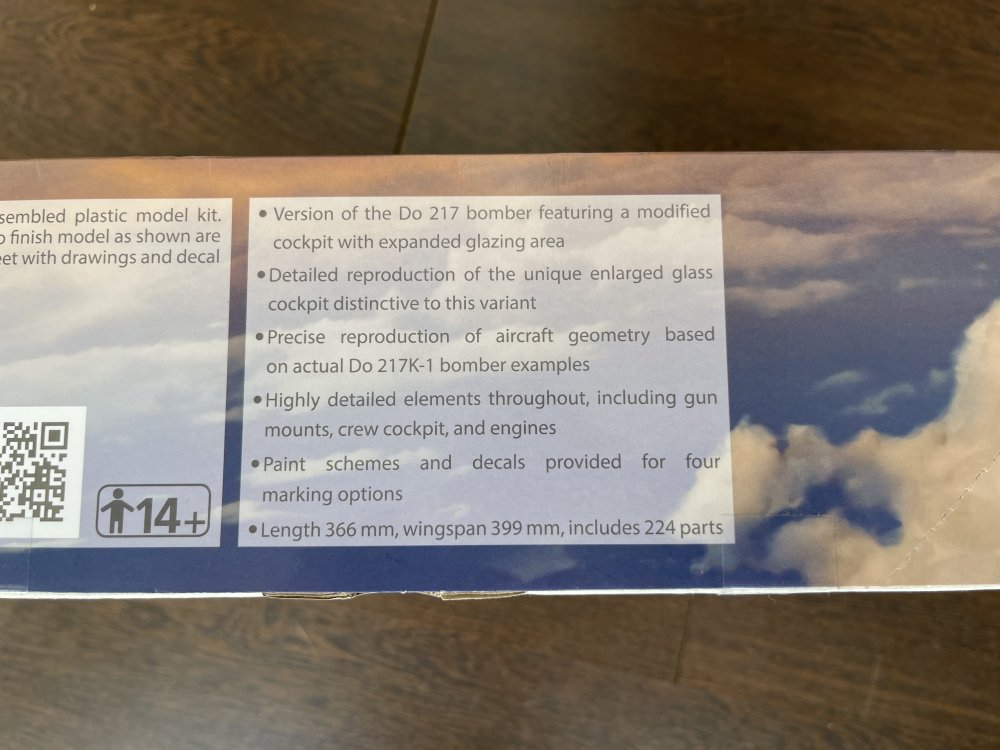 sembled plastic model kit.
o finish model as shown are
eet with drawings and decal
14+
• Version of the Do 217 bomber featuring a modified
cockpit with expanded glazing area
• Detailed reproduction of the unique enlarged glass
cockpit distinctive to this variant
• Precise reproduction of aircraft geometry based
on actual Do 217K-1 bomber examples
• Highly detailed elements throughout, including gun
mounts, crew cockpit, and engines
• Paint schemes and decals provided for four
marking options
• Length 366 mm, wingspan 399 mm, includes 224 parts